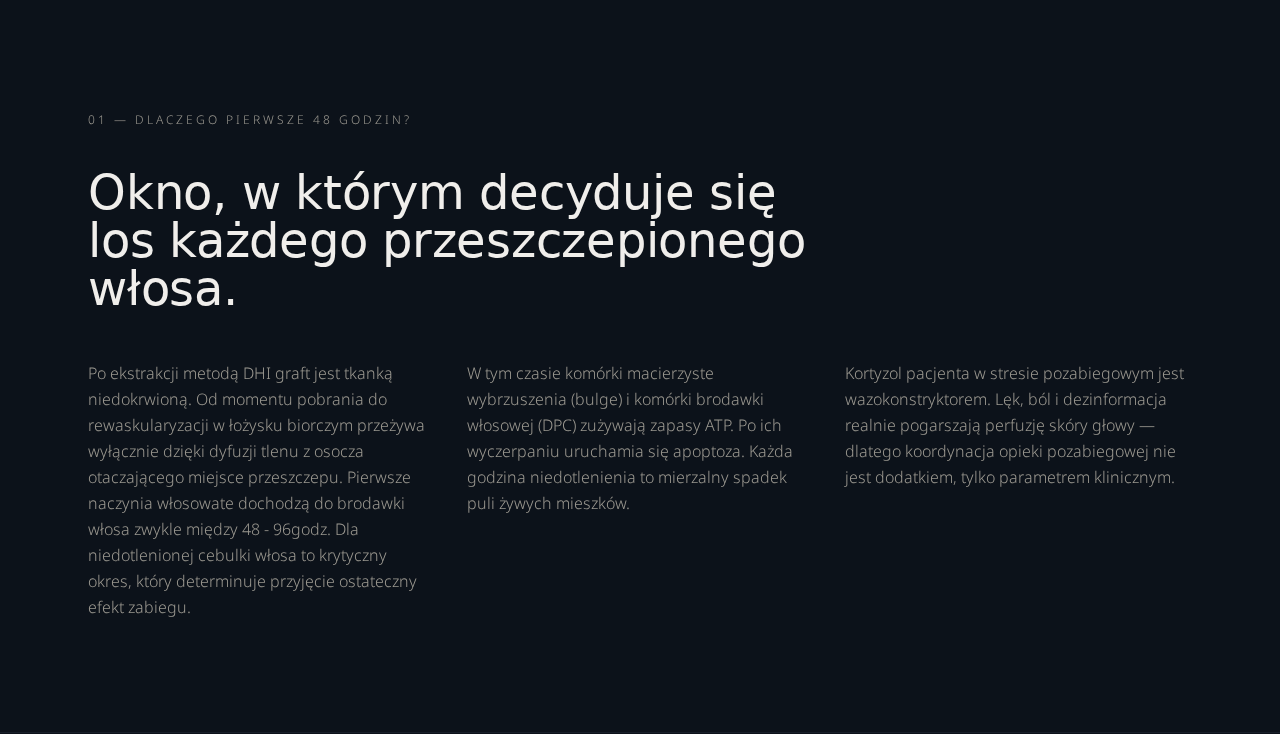 01 — DLACZEGO PIERWSZE 48 GODZIN?
Okno, w którym decyduje się
los każdego przeszczepionego
włosa.
Po ekstrakcji metodą DHI graft jest tkanką
niedokrwioną. Od momentu pobrania do
rewaskularyzacji w łożysku biorczym przeżywa
wyłącznie dzięki dyfuzji tlenu z osocza
otaczającego miejsce przeszczepu. Pierwsze
naczynia włosowate dochodzą do brodawki
włosa zwykle między 48 - 96godz. Dla
niedotlenionej cebulki włosa to krytyczny
okres, który determinuje przyjęcie ostateczny
efekt zabiegu.
W tym czasie komórki macierzyste
wybrzuszenia (bulge) i komórki brodawki
włosowej (DPC) zużywają zapasy ATP. Po ich
wyczerpaniu uruchamia się apoptoza. Każda
godzina niedotlenienia to mierzalny spadek
puli żywych mieszków.
Kortyzol pacjenta w stresie pozabiegowym jest
wazokonstryktorem. Lęk, ból i dezinformacja
realnie pogarszają perfuzję skóry głowy —
dlatego koordynacja opieki pozabiegowej nie
jest dodatkiem, tylko parametrem klinicznym.